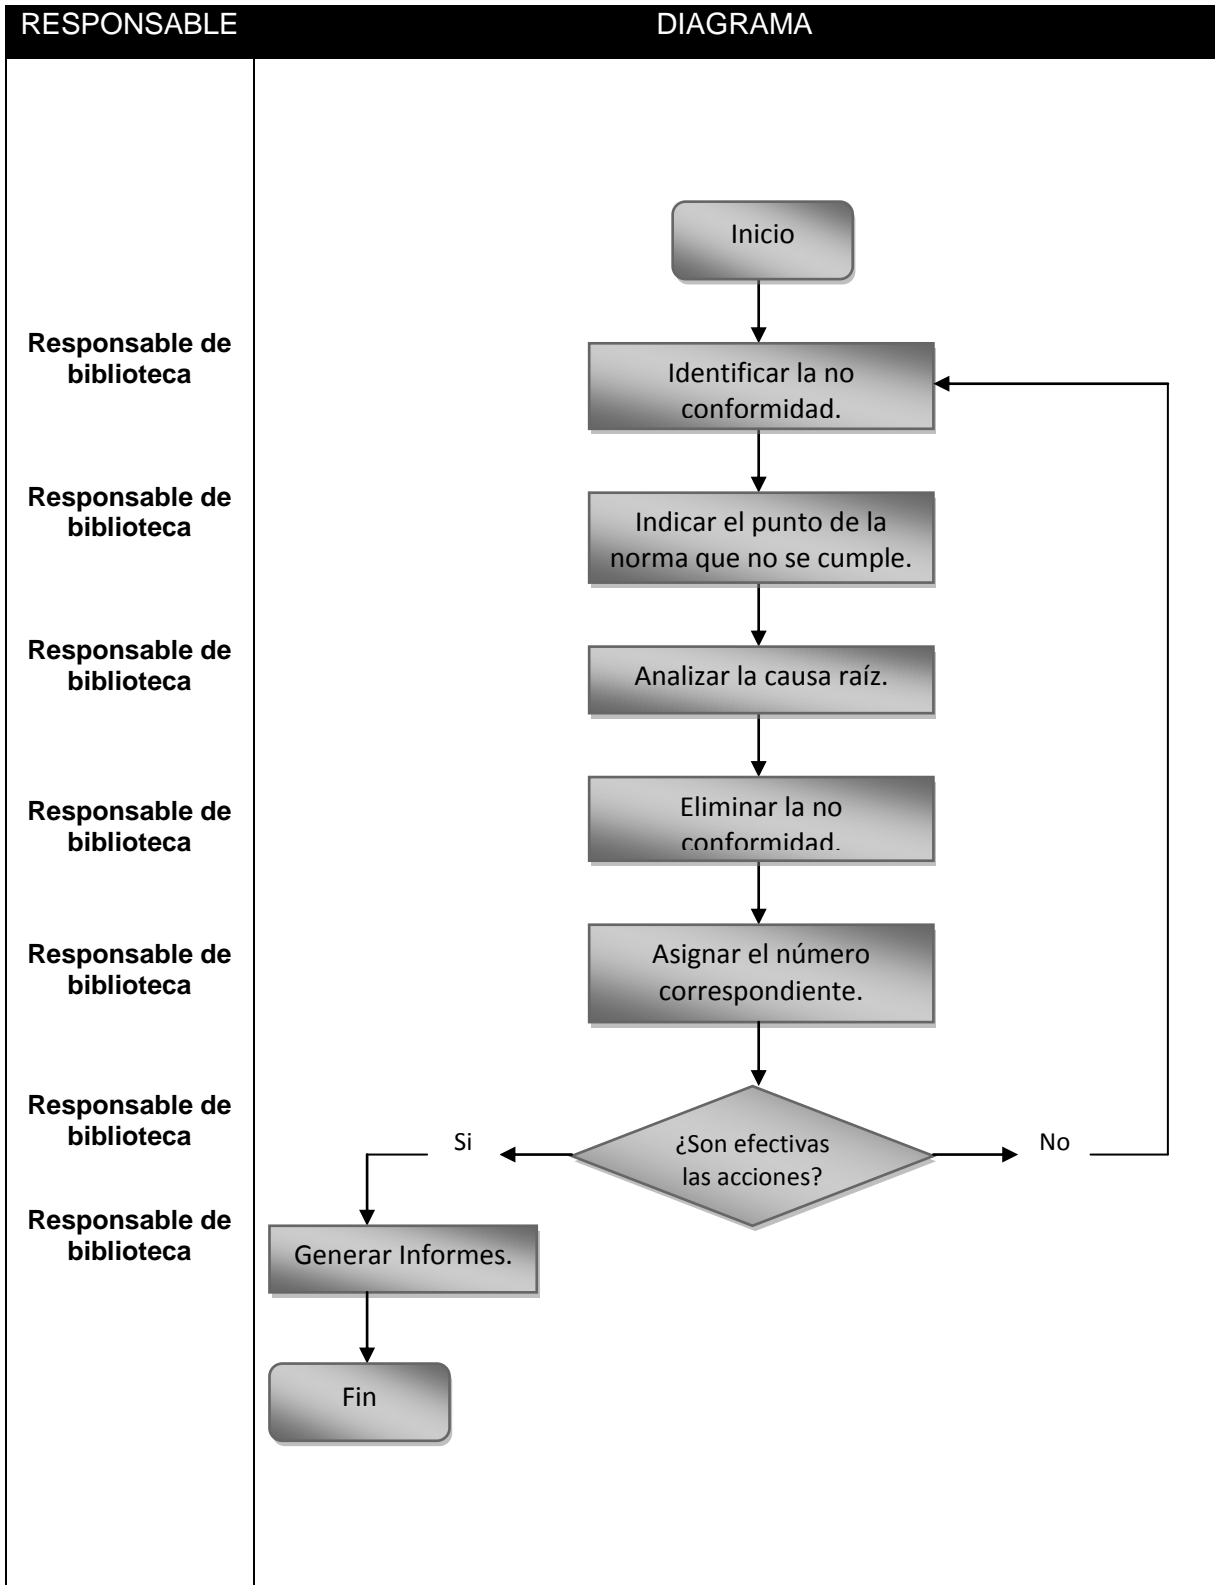 RESPONSABLE DIAGRAMA
Inicio
Responsable de
biblioteca
Identificar la no
conformidad.
Responsable de
biblioteca
Indicar el punto de la
norma que no se cumple.
Responsable de
biblioteca
Analizar la causa raíz.
Responsable de
biblioteca
Eliminar la no
conformidad.
Responsable de
biblioteca
Asignar el número
correspondiente.
Responsable de
biblioteca
Si
¿Son efectivas
las acciones?
No
Responsable de
biblioteca
Generar Informes.
Fin